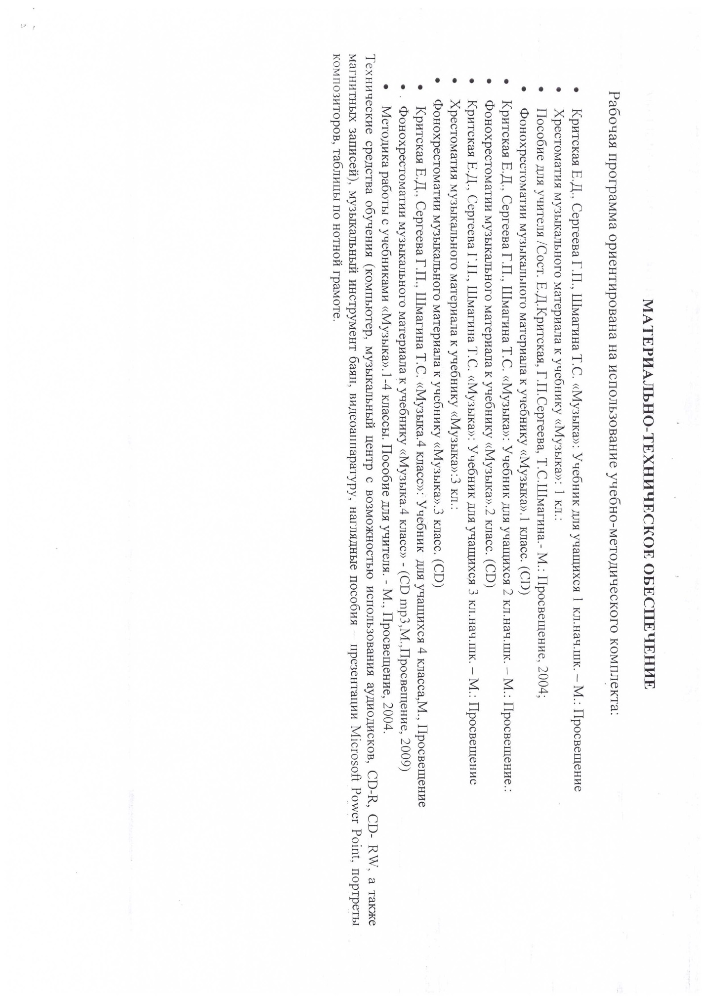 МАТЕРИАЛЬНО-ТЕХНИЧЕСКОЕ ОБЕСПЕЧЕНИЕ
Рабочая программа ориентирована на использование учебно-методического комплекта:
• Критская Е.Д., Сергеева Г.П., Шмагина Т.С. «Музыка»: Учебник для учащихся 1 кл.нач.шк. – М.: Просвещение
• Хрестоматия музыкального материала к учебнику «Музыка»: 1 кл.:
• Пособие для учителя /Сост. Е.Д.Критская, Г.П.Сергеева, Т.С.Шмагина.- М.: Просвещение, 2004;
• Фонохрестоматии музыкального материала к учебнику «Музыка».1 класс. (CD)
• Критская Е.Д., Сергеева Г.П., Шмагина Т.С. «Музыка»: Учебник для учащихся 2 кл.нач.шк. – М.: Просвещение.:
• Фонохрестоматии музыкального материала к учебнику «Музыка».2 класс. (CD)
• Критская Е.Д., Сергеева Г.П., Шмагина Т.С. «Музыка»: Учебник для учащихся 3 кл.нач.шк. – М.: Просвещение
• Хрестоматия музыкального материала к учебнику «Музыка»:3 кл.:
• Фонохрестоматии музыкального материала к учебнику «Музыка».3 класс. (CD)
• Критская Е.Д., Сергеева Г.П., Шмагина Т.С. «Музыка.4 класс»: Учебник для учащихся 4 класса,М., Просвещение
• Фонохрестоматии музыкального материала к учебнику «Музыка.4 класс» - (CD mp3,М.,Просвещение, 2009)
• Методика работы с учебниками «Музыка».1-4 классы. Пособие для учителя. - М., Просвещение, 2004.
Технические средства обучения (компьютер, музыкальный центр с возможностью использования аудиодисков, CD-R, CD- RW, а также
магнитных записей), музыкальный инструмент баян, видеоаппаратуру, наглядные пособия – презентации Microsoft Power Point, портреты
композиторов, таблицы по нотной грамоте.